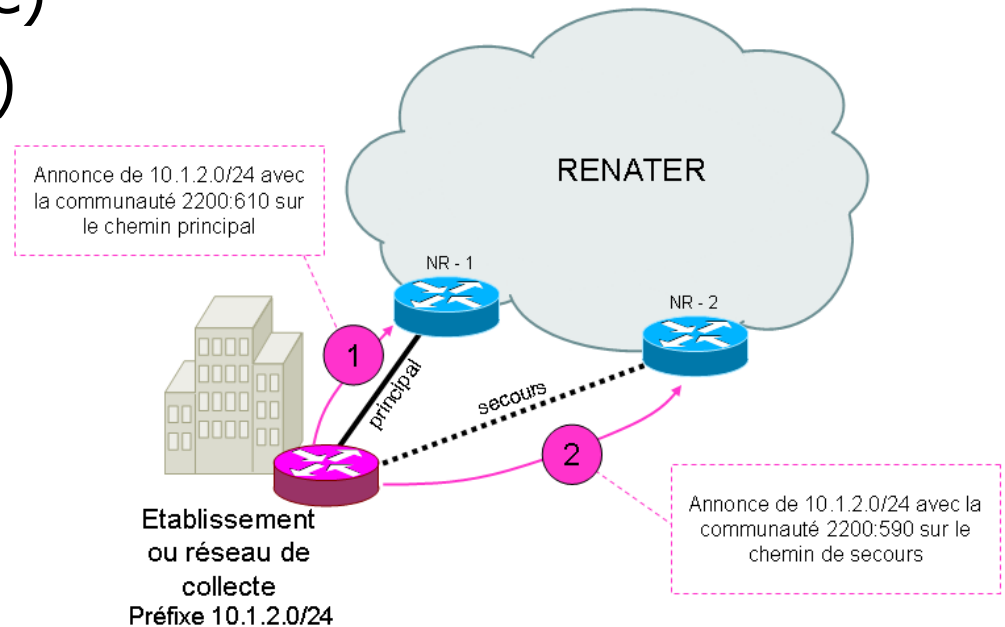 c)
)
RENATER
Annonce de 10.1.2.0/24 avec
la communauté 2200:610 sur
le chemin principal
NR - 1
NR - 2
1
principal
secours
2
Annonce de 10.1.2.0/24 avec la
communauté 2200:590 sur le
chemin de secours
Etablissement
ou réseau de
collecte
Préfixe 10.1.2.0/24